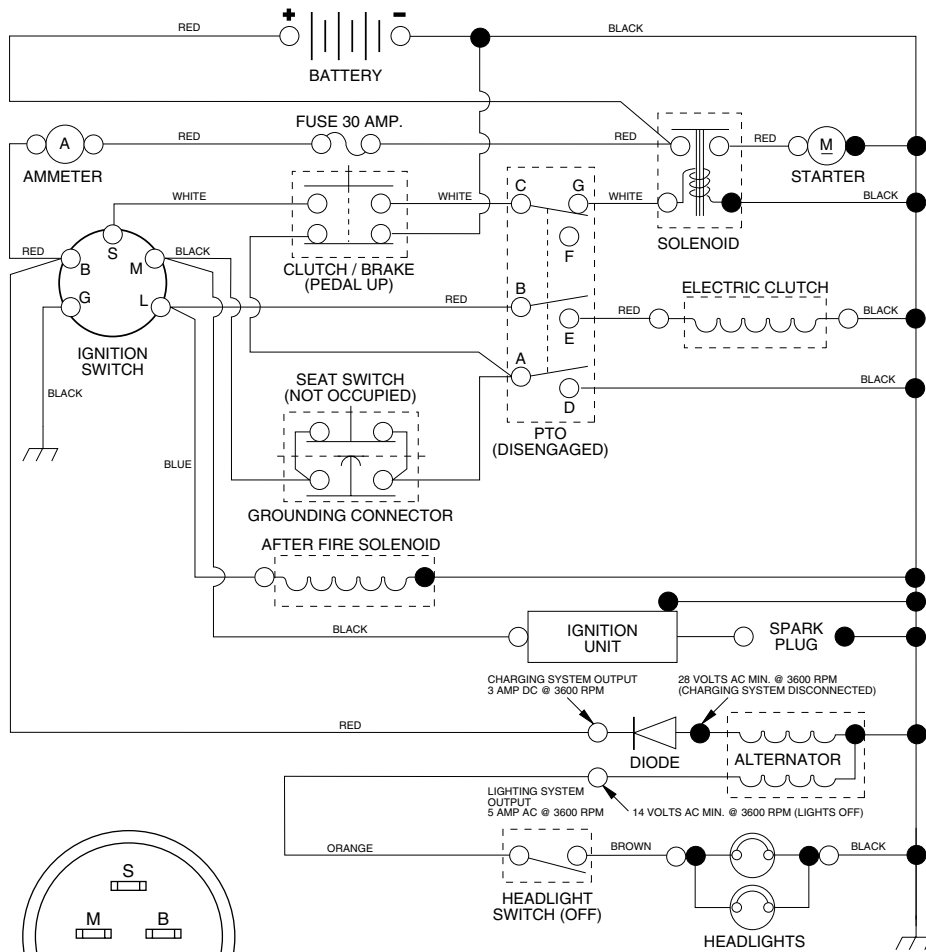 + -
RED
BLACK
BATTERY
FUSE 30 AMP.
A
RED
RED
RED
M
AMMETER
STARTER
WHITE
WHITE
C
G
WHITE
BLACK
SOLENOID
S
RED
BLACK
B
M
CLUTCH / BRAKE
(PEDAL UP)
F
G
L
RED
B
ELECTRIC CLUTCH
RED
BLACK
E
IGNITION
SWITCH
A
SEAT SWITCH
(NOT OCCUPIED)
BLACK
BLACK
D
PTO
(DISENGAGED)
BLUE
GROUNDING CONNECTOR
AFTER FIRE SOLENOID
BLACK
IGNITION
UNIT
SPARK
PLUG
CHARGING SYSTEM OUTPUT
3 AMP DC @ 3600 RPM
28 VOLTS AC MIN. @ 3600 RPM
(CHARGING SYSTEM DISCONNECTED)
RED
DIODE
ALTERNATOR
LIGHTING SYSTEM
OUTPUT
5 AMP AC @ 3600 RPM
14 VOLTS AC MIN. @ 3600 RPM (LIGHTS OFF)
ORANGE
BROWN
BLACK
HEADLIGHT
SWITCH (OFF)
HEADLIGHTS
S
M
B